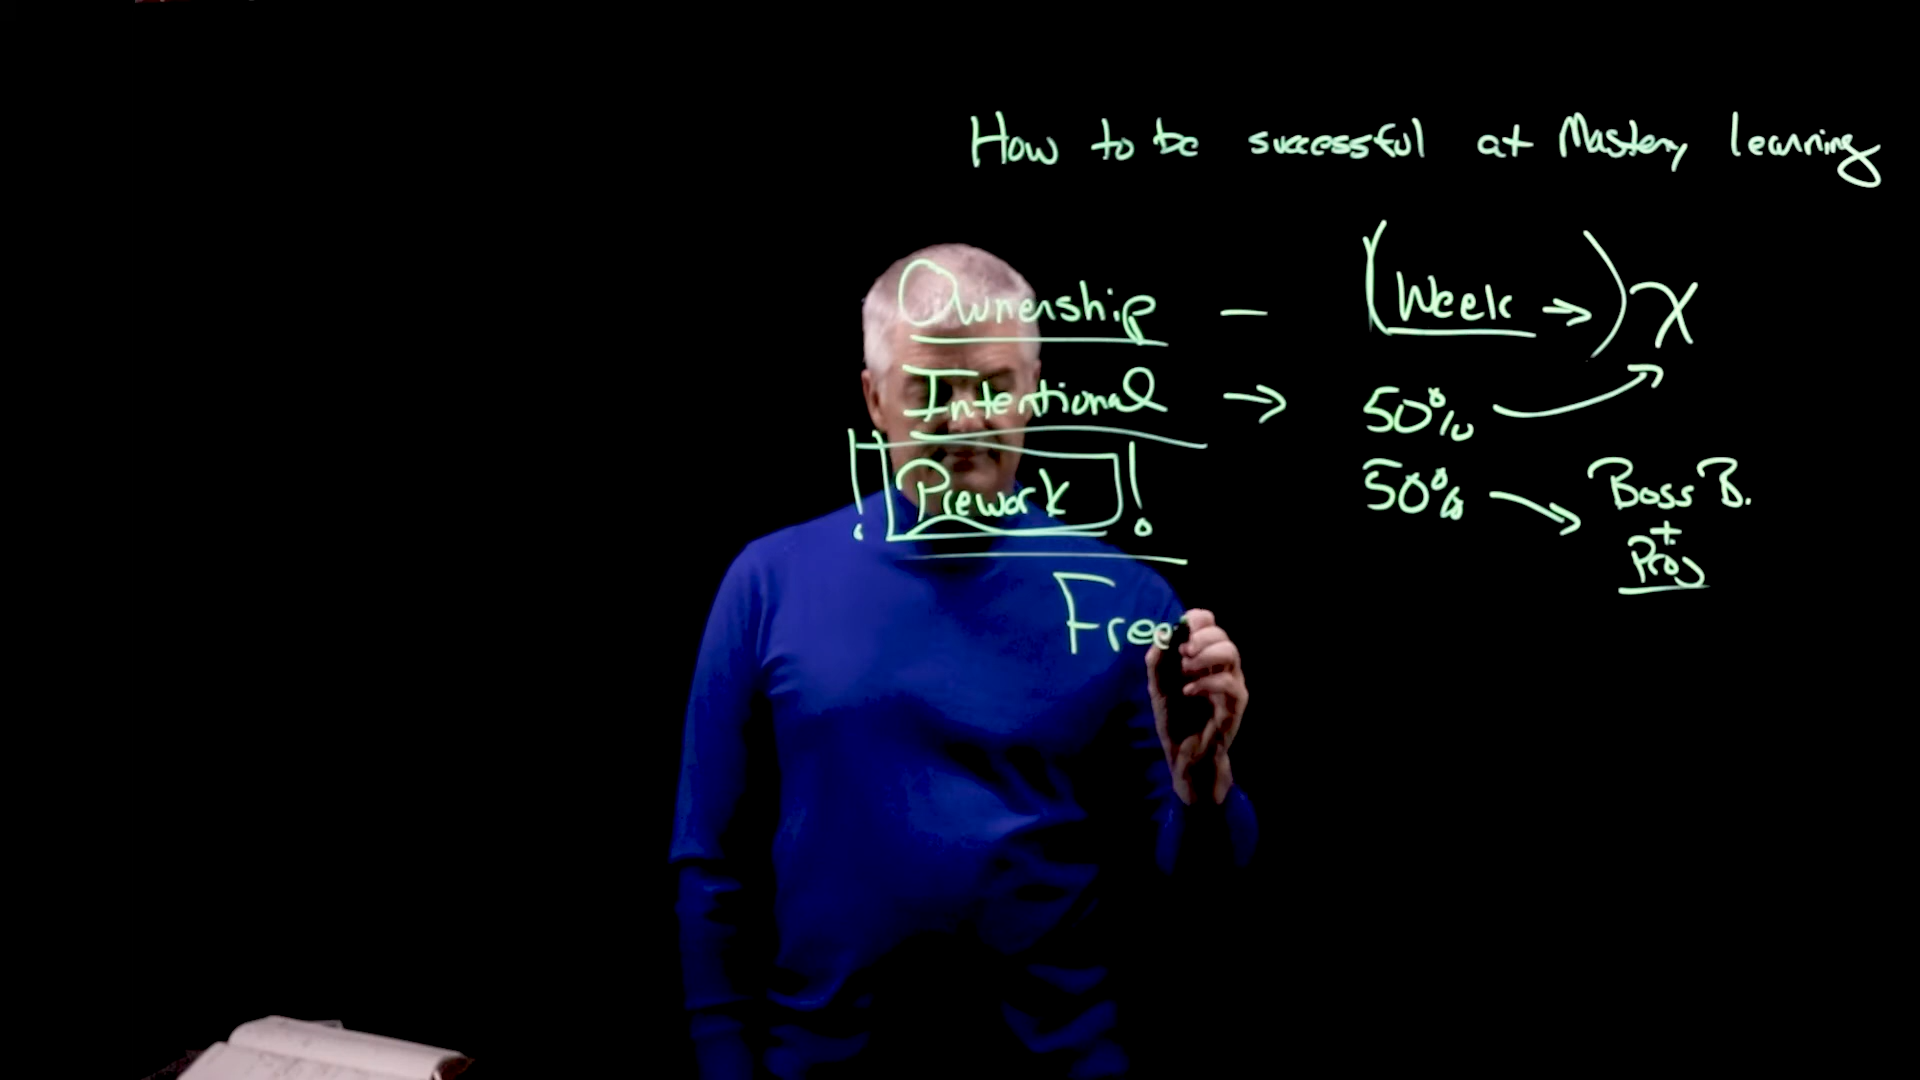 How to be successful at Mastery learning
Ownership – (Week →) X
Intentional → 50%
! Prework ! 50% → Boss B.
+
Proj
Free